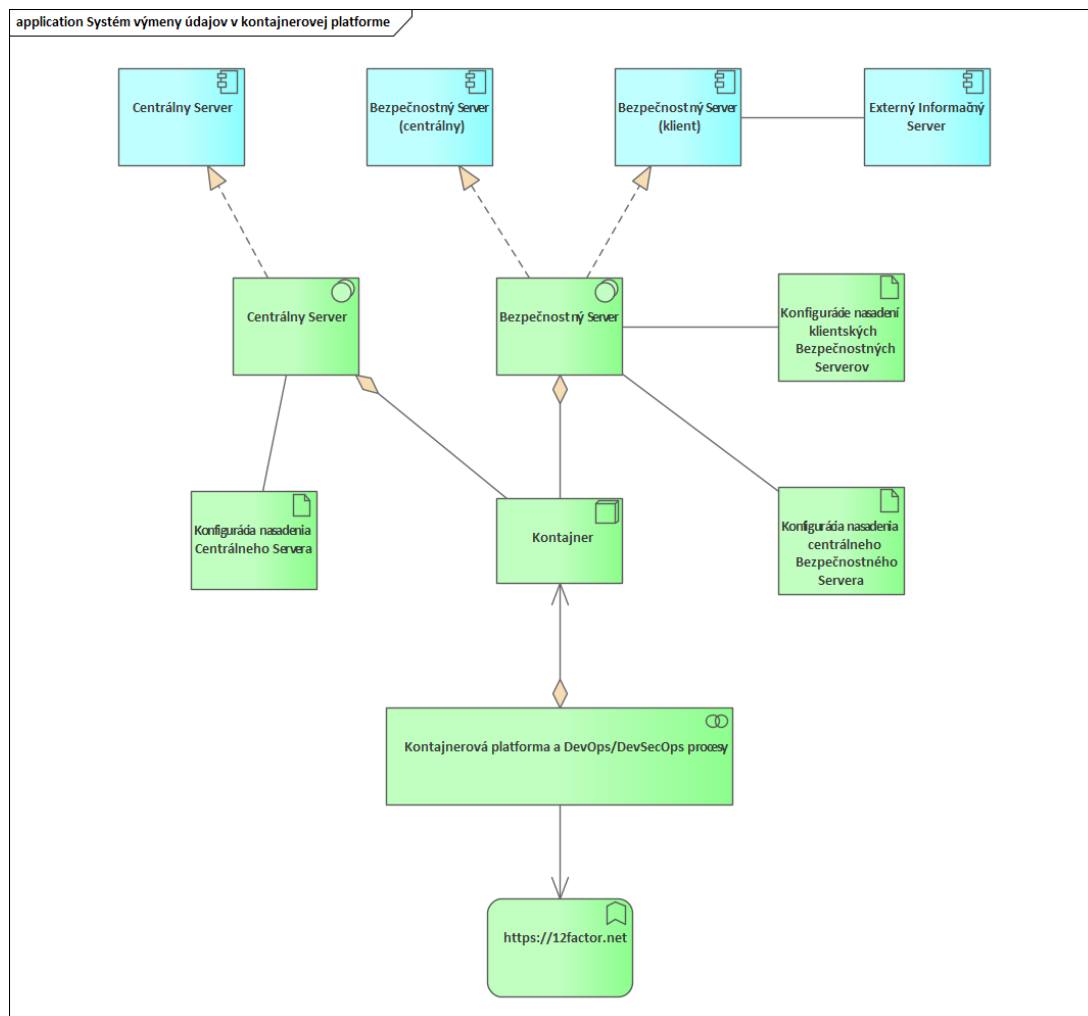 application Systém výmeny údajov v kontajnerovej platforme
Centrálny Server
Bezpečnostný Server
(centrálny)
Bezpečnostný Server
(klient)
Externý Informačný
Server
Centrálny Server
Bezpečnostný Server
Konfigurácie nasadení
klientských
Bezpečnostných
Serverov
Konfigurácia nasadenia
Centrálneho Servera
Kontajner
Konfigurácia nasadenia
centrálneho
Bezpečnostného
Servera
Kontajnerová platforma a DevOps/DevSecOps procesy
https://12factor.net